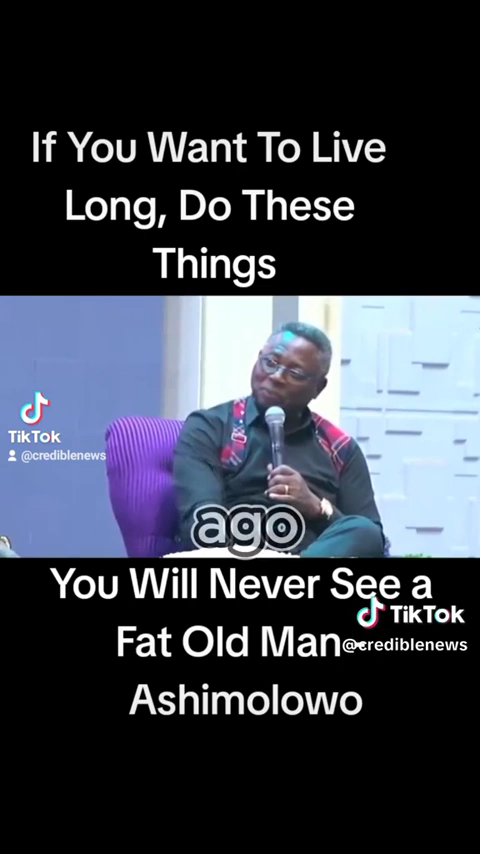 If You Want To Live
Long, Do These
Things
TikTok
@crediblenews
ago
You Will Never See a
Fat Old Man-
Ashimolowo
TikTok
@crediblenews